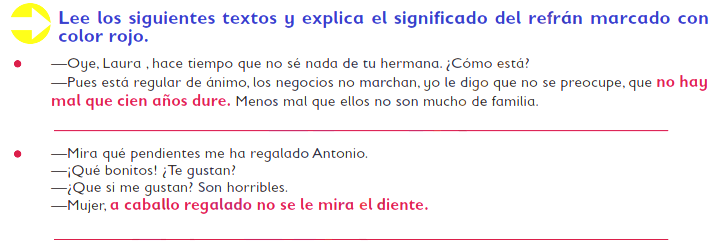 Lee los siguientes textos y explica el significado del refrán marcado con
color rojo.
—Oye, Laura , hace tiempo que no sé nada de tu hermana. ¿Cómo está?
—Pues está regular de ánimo, los negocios no marchan, yo le digo que no se preocupe, que no hay
mal que cien años dure. Menos mal que ellos no son mucho de familia.
—Mira qué pendientes me ha regalado Antonio.
—¡Qué bonitos! ¿Te gustan?
—¿Que si me gustan? Son horribles.
—Mujer, a caballo regalado no se le mira el diente.